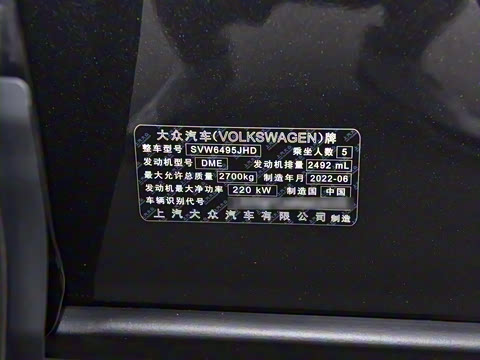 大众汽车(VOLKSWAGEN)牌
整车型号 SVW6495JHD 乘坐人数 5
发动机型号 DME 发动机排量 2492 mL
最大允许总质量 2700kg 制造年月 2022-06
发动机最大净功率 220 kW 制造国 中国
车辆识别代号
上汽大众汽车有限公司 制造